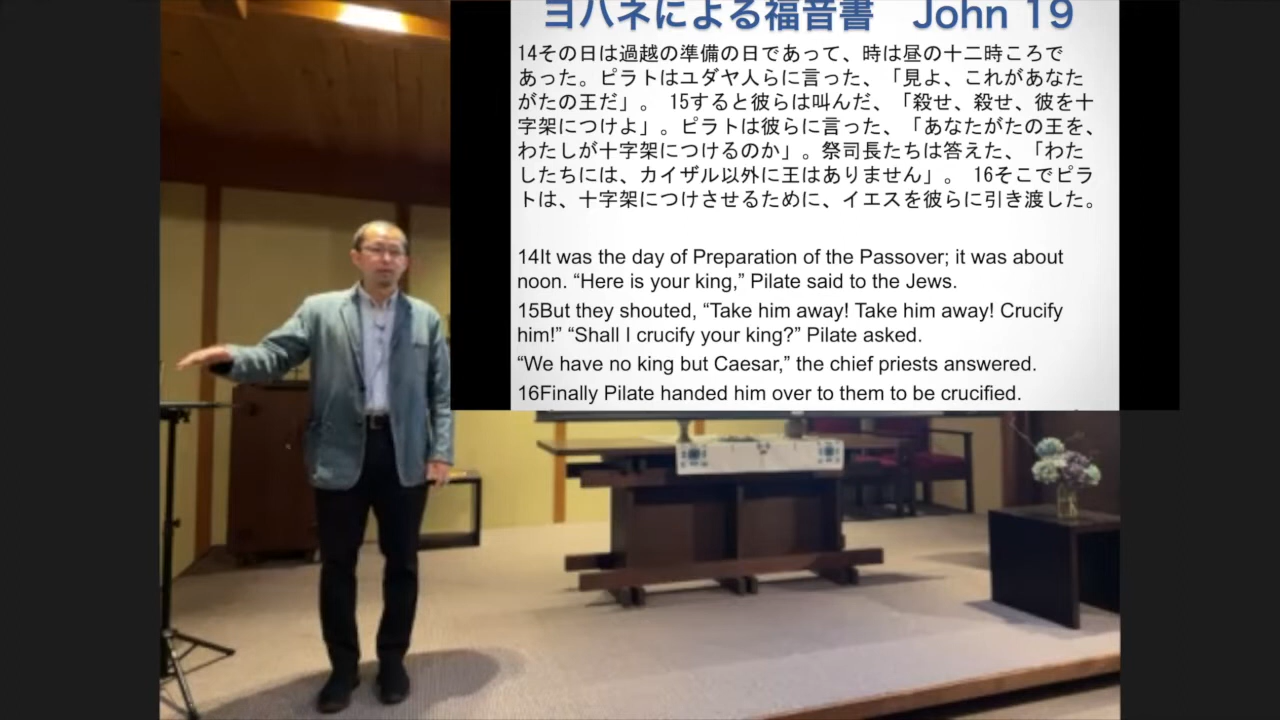 ヨハネによる福音書　John 19
14その日は過越の準備の日であって、時は昼の十二時ころで
あった。ピラトはユダヤ人らに言った、「見よ、これがあなた
がたの王だ」。 15すると彼らは叫んだ、「殺せ、殺せ、彼を十
字架につけよ」。ピラトは彼らに言った、「あなたがたの王を、
わたしが十字架につけるのか」。祭司長たちは答えた、「わた
したちには、カイザル以外に王はありません」。 16そこでピラ
トは、十字架につけさせるために、イエスを彼らに引き渡した。
14It was the day of Preparation of the Passover; it was about
noon. “Here is your king,” Pilate said to the Jews.
15But they shouted, “Take him away! Take him away! Crucify
him!” “Shall I crucify your king?” Pilate asked.
“We have no king but Caesar,” the chief priests answered.
16Finally Pilate handed him over to them to be crucified.